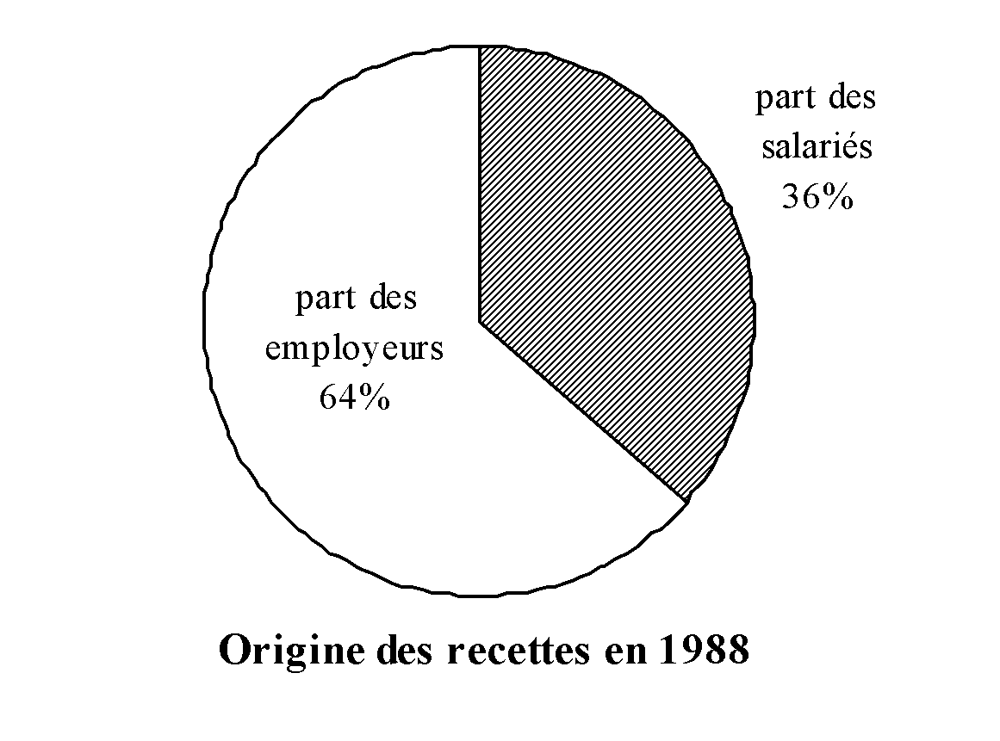 part des
salariés
36%
part des
employeurs
64%
Origine des recettes en 1988